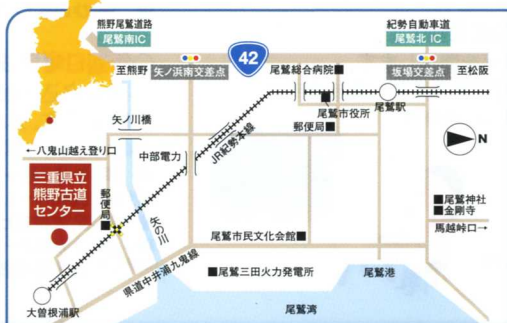 熊野尾鷲道路
尾鷲南IC
紀勢自動車道
尾鷲北 IC
42
至熊野
矢ノ浜南交差点
尾鷲総合病院
坂場交差点
至松阪
尾鷲駅
尾鷲市役所
郵便局
矢ノ川橋
JR紀勢本線
N
←八鬼山越え登り口
中部電力
三重県立
熊野古道
センター
郵便局
矢の川
尾鷲神社
金剛寺
馬越峠口→
尾鷲市民文化会館
県道中井浦九鬼線
尾鷲三田火力発電所
尾鷲港
大曽根浦駅
尾鷲湾